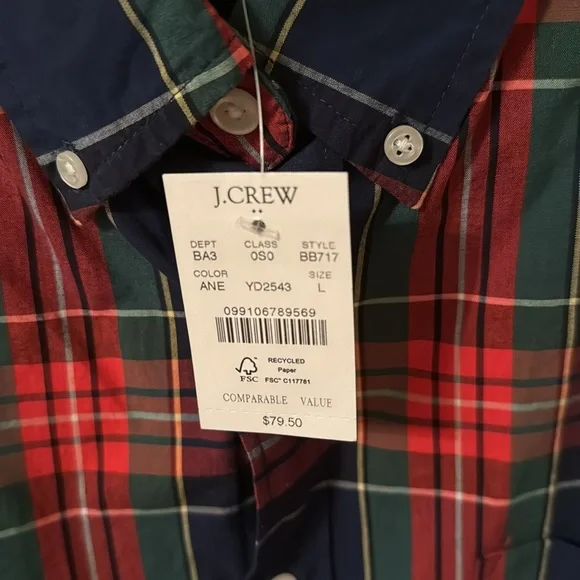 J.CREW
DEPT CLASS STYLE
BA3 0S0 BB717
COLOR SIZE
ANE YD2543 L
099106789569
RECYCLED
Paper
FSC FSC® C117781
COMPARABLE VALUE
$79.50